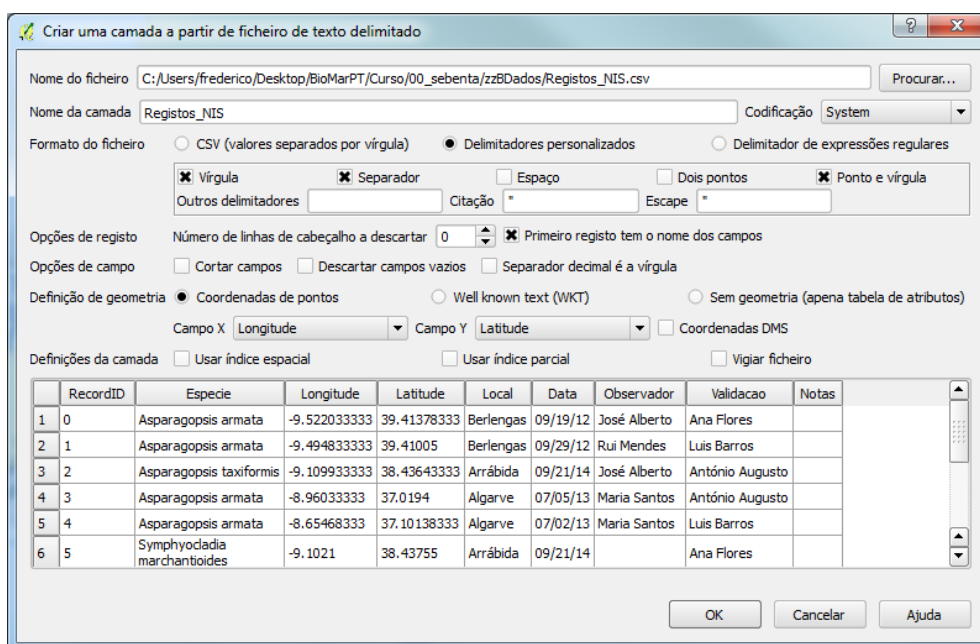 Criar uma camada a partir de ficheiro de texto delimitado
Nome do ficheiro C:/Users/frederico/Desktop/BioMarPT/Curso/00_sebenta/zzBDados/Registos_NIS.csv Procurar...
Nome da camada Registos_NIS Codificação System
Formato do ficheiro CSV (valores separados por vírgula) Delimitadores personalizados Delimitador de expressões regulares
Vírgula Separador Espaço Dois pontos Ponto e vírgula
Outros delimitadores Citação " Escape "
Opções de registo Número de linhas de cabeçalho a descartar 0 Primeiro registo tem o nome dos campos
Opções de campo Cortar campos Descartar campos vazios Separador decimal é a vírgula
Definição de geometria Coordenadas de pontos Well known text (WKT) Sem geometria (apena tabela de atributos)
Campo X Longitude Campo Y Latitude Coordenadas DMS
Definições da camada Usar índice espacial Usar índice parcial Vigiar ficheiro
RecordID Especie Longitude Latitude Local Data Observador Validacao Notas
1 0 Asparagopsis armata -9.522033333 39.41378333 Berlengas 09/19/12 José Alberto Ana Flores
2 1 Asparagopsis armata -9.494833333 39.41005 Berlengas 09/29/12 Rui Mendes Luis Barros
3 2 Asparagopsis taxiformis -9.109933333 38.43643333 Arrábida 09/21/14 José Alberto António Augusto
4 3 Asparagopsis armata -8.96033333 37.0194 Algarve 07/05/13 Maria Santos António Augusto
5 4 Asparagopsis armata -8.65468333 37.10138333 Algarve 07/02/13 Maria Santos Luis Barros
6 5 Symphyocladia marchantioides -9.1021 38.43755 Arrábida 09/21/14 Ana Flores
OK Cancelar Ajuda